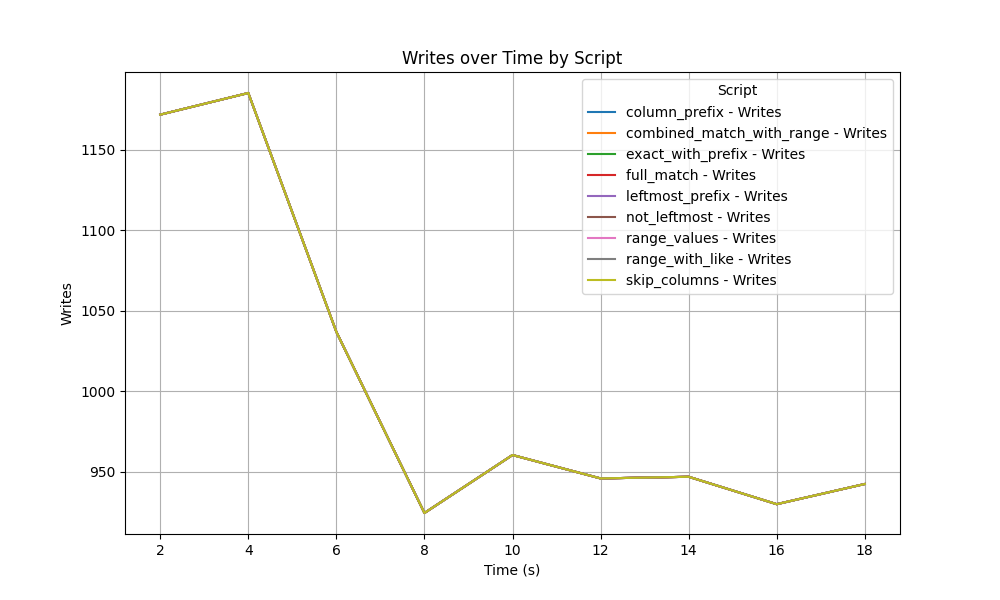 Writes over Time by Script
Script
column_prefix - Writes
combined_match_with_range - Writes
exact_with_prefix - Writes
full_match - Writes
leftmost_prefix - Writes
not_leftmost - Writes
range_values - Writes
range_with_like - Writes
skip_columns - Writes
Writes
1150
1100
1050
1000
950
2 4 6 8 10 12 14 16 18
Time (s)